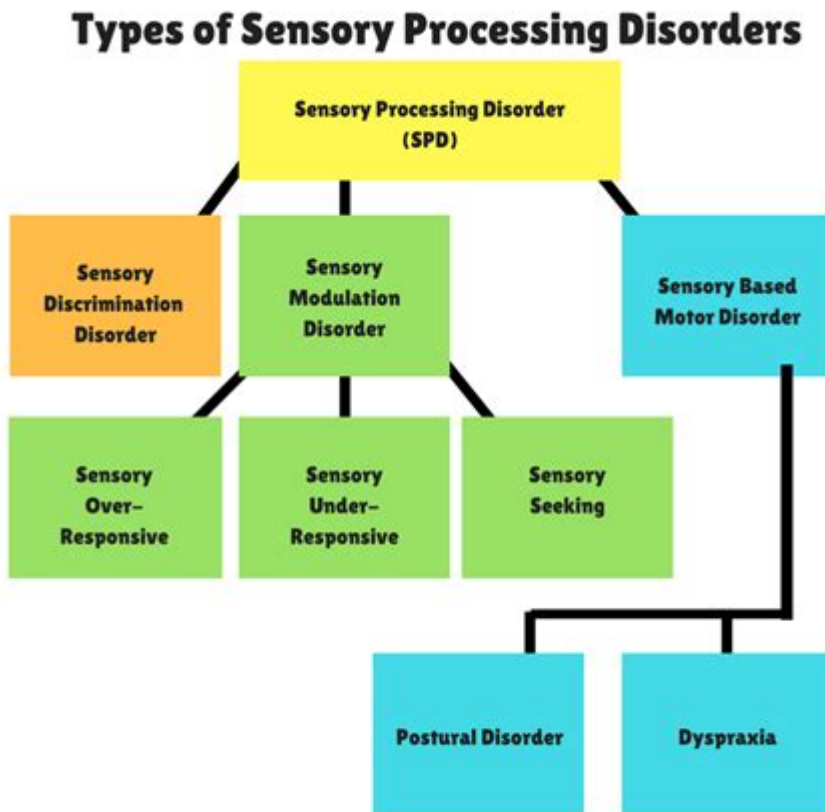 Types of Sensory Processing Disorders
Sensory Processing Disorder
(SPD)
Sensory
Discrimination
Disorder
Sensory
Modulation
Disorder
Sensory Based
Motor Disorder
Sensory
Over-
Responsive
Sensory
Under-
Responsive
Sensory
Seeking
Postural Disorder
Dyspraxia